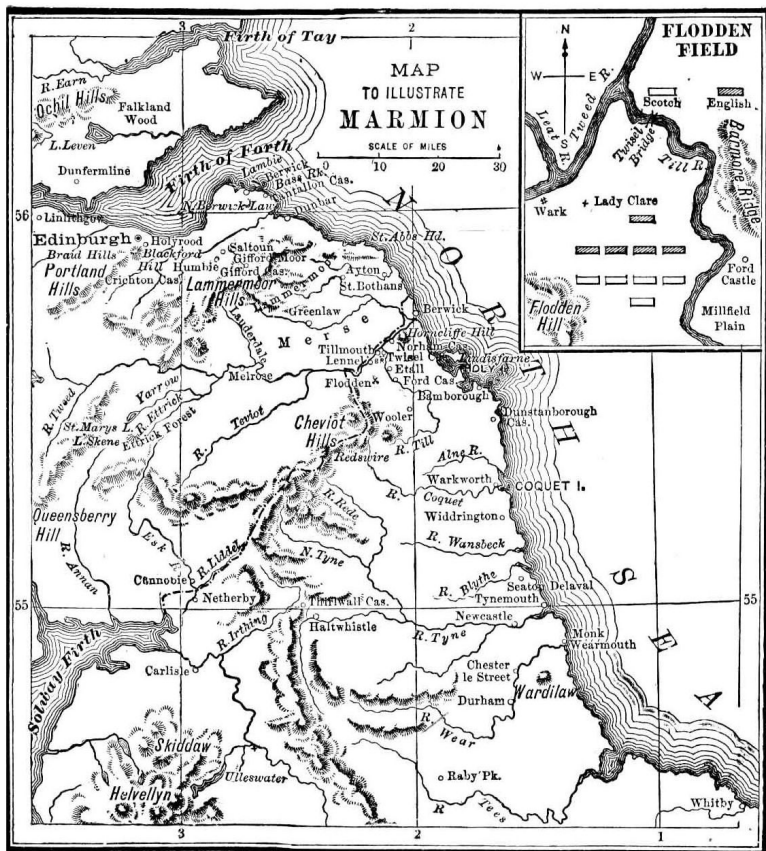 3
2
Firth of Tay
MAP
TO ILLUSTRATE
MARMION
SCALE OF MILES
0 10 20 30
R. Earn
Ochil Hills
Falkland
Wood
L. Leven
Dunfermline
Firth of Forth
Lambie
Berwick
Bass Rk.
Tantallon Cas.
N. Berwick Law
Dunbar
56
Linlithgow
Edinburgh
Holyrood
Braid Hills
Blackford
Hill
Portland
Hills
Crichton Cas.
Saltoun
Gifford Moor
Humbie
Gifford Cas.
Lammermoor
Hills
Lammermoor
St. Abbs Hd.
Ayton
St. Bothans
Greenlaw
Berwick
Merse
Lauderdale
Horncliffe Hill
Norham Cas.
Tillmouth
Twisel Cas.
Lennel
Lindisfarne
HOLY I.
Etall
Melrose
Flodden
Ford Cas.
Bamborough
R. Tweed
Yarrow
St. Marys L.
R. Ettrick
L. Skene
Ettrick Forest
R. Teviot
Cheviot
Hills
Wooler
R. Till
Dunstanborough
Cas.
Redswire
Alne R.
Warkworth
COQUET I.
R. Coquet
Widdrington
R. Rede
Queensberry
Hill
R. Annan
Esk R.
R. Liddel
N. Tyne
R. Wansbeck
Cannobie
R. Blythe
Seaton Delaval
Netherby
Tynemouth
55
55
Thirlwall Cas.
Newcastle
Haltwhistle
R. Tyne
R. Irthing
Monk
Wearmouth
Solway Firth
Carlisle
Chester
le Street
Wardilaw
Durham
R. Wear
Skiddaw
Ulleswater
Raby Pk.
Helvellyn
R. Tees
Whitby
NORTH SEA
3
2
1
FLODDEN
FIELD
N
W E
S
R. Tweed
Leat R.
Scotch
English
Twisel
Bridge
Till R.
Barmore Ridge
Lady Clare
Wark
Ford
Castle
Flodden
Hill
Millfield
Plain